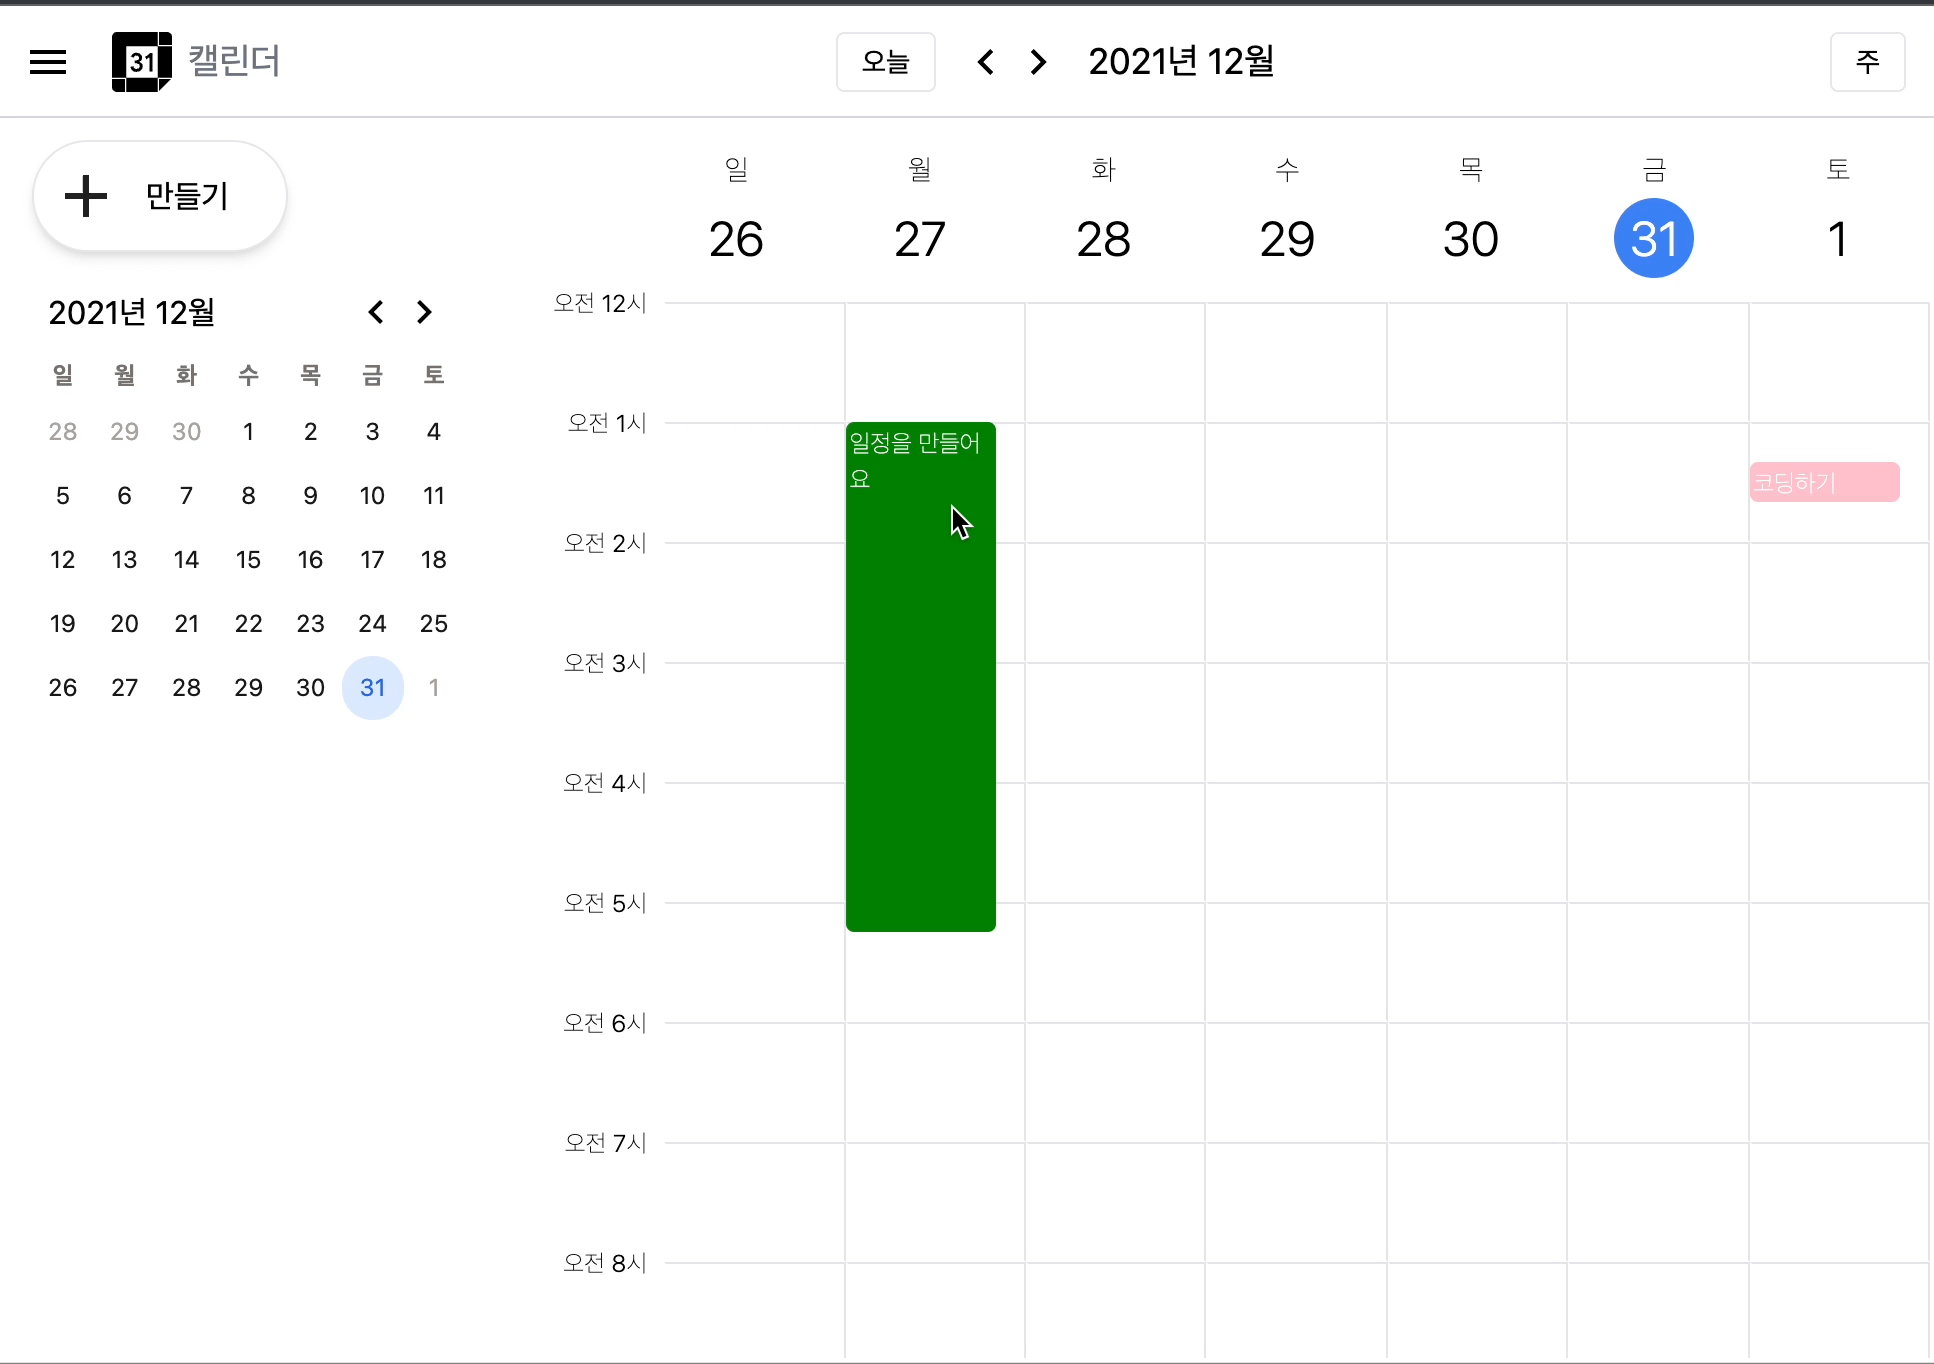 31 캘린더
오늘
2021년 12월
주
만들기
2021년 12월
일 월 화 수 목 금 토
28 29 30 1 2 3 4
5 6 7 8 9 10 11
12 13 14 15 16 17 18
19 20 21 22 23 24 25
26 27 28 29 30 31 1
일 월 화 수 목 금 토
26 27 28 29 30 31 1
오전 12시
오전 1시
일정을 만들어
요
코딩하기
오전 2시
오전 3시
오전 4시
오전 5시
오전 6시
오전 7시
오전 8시